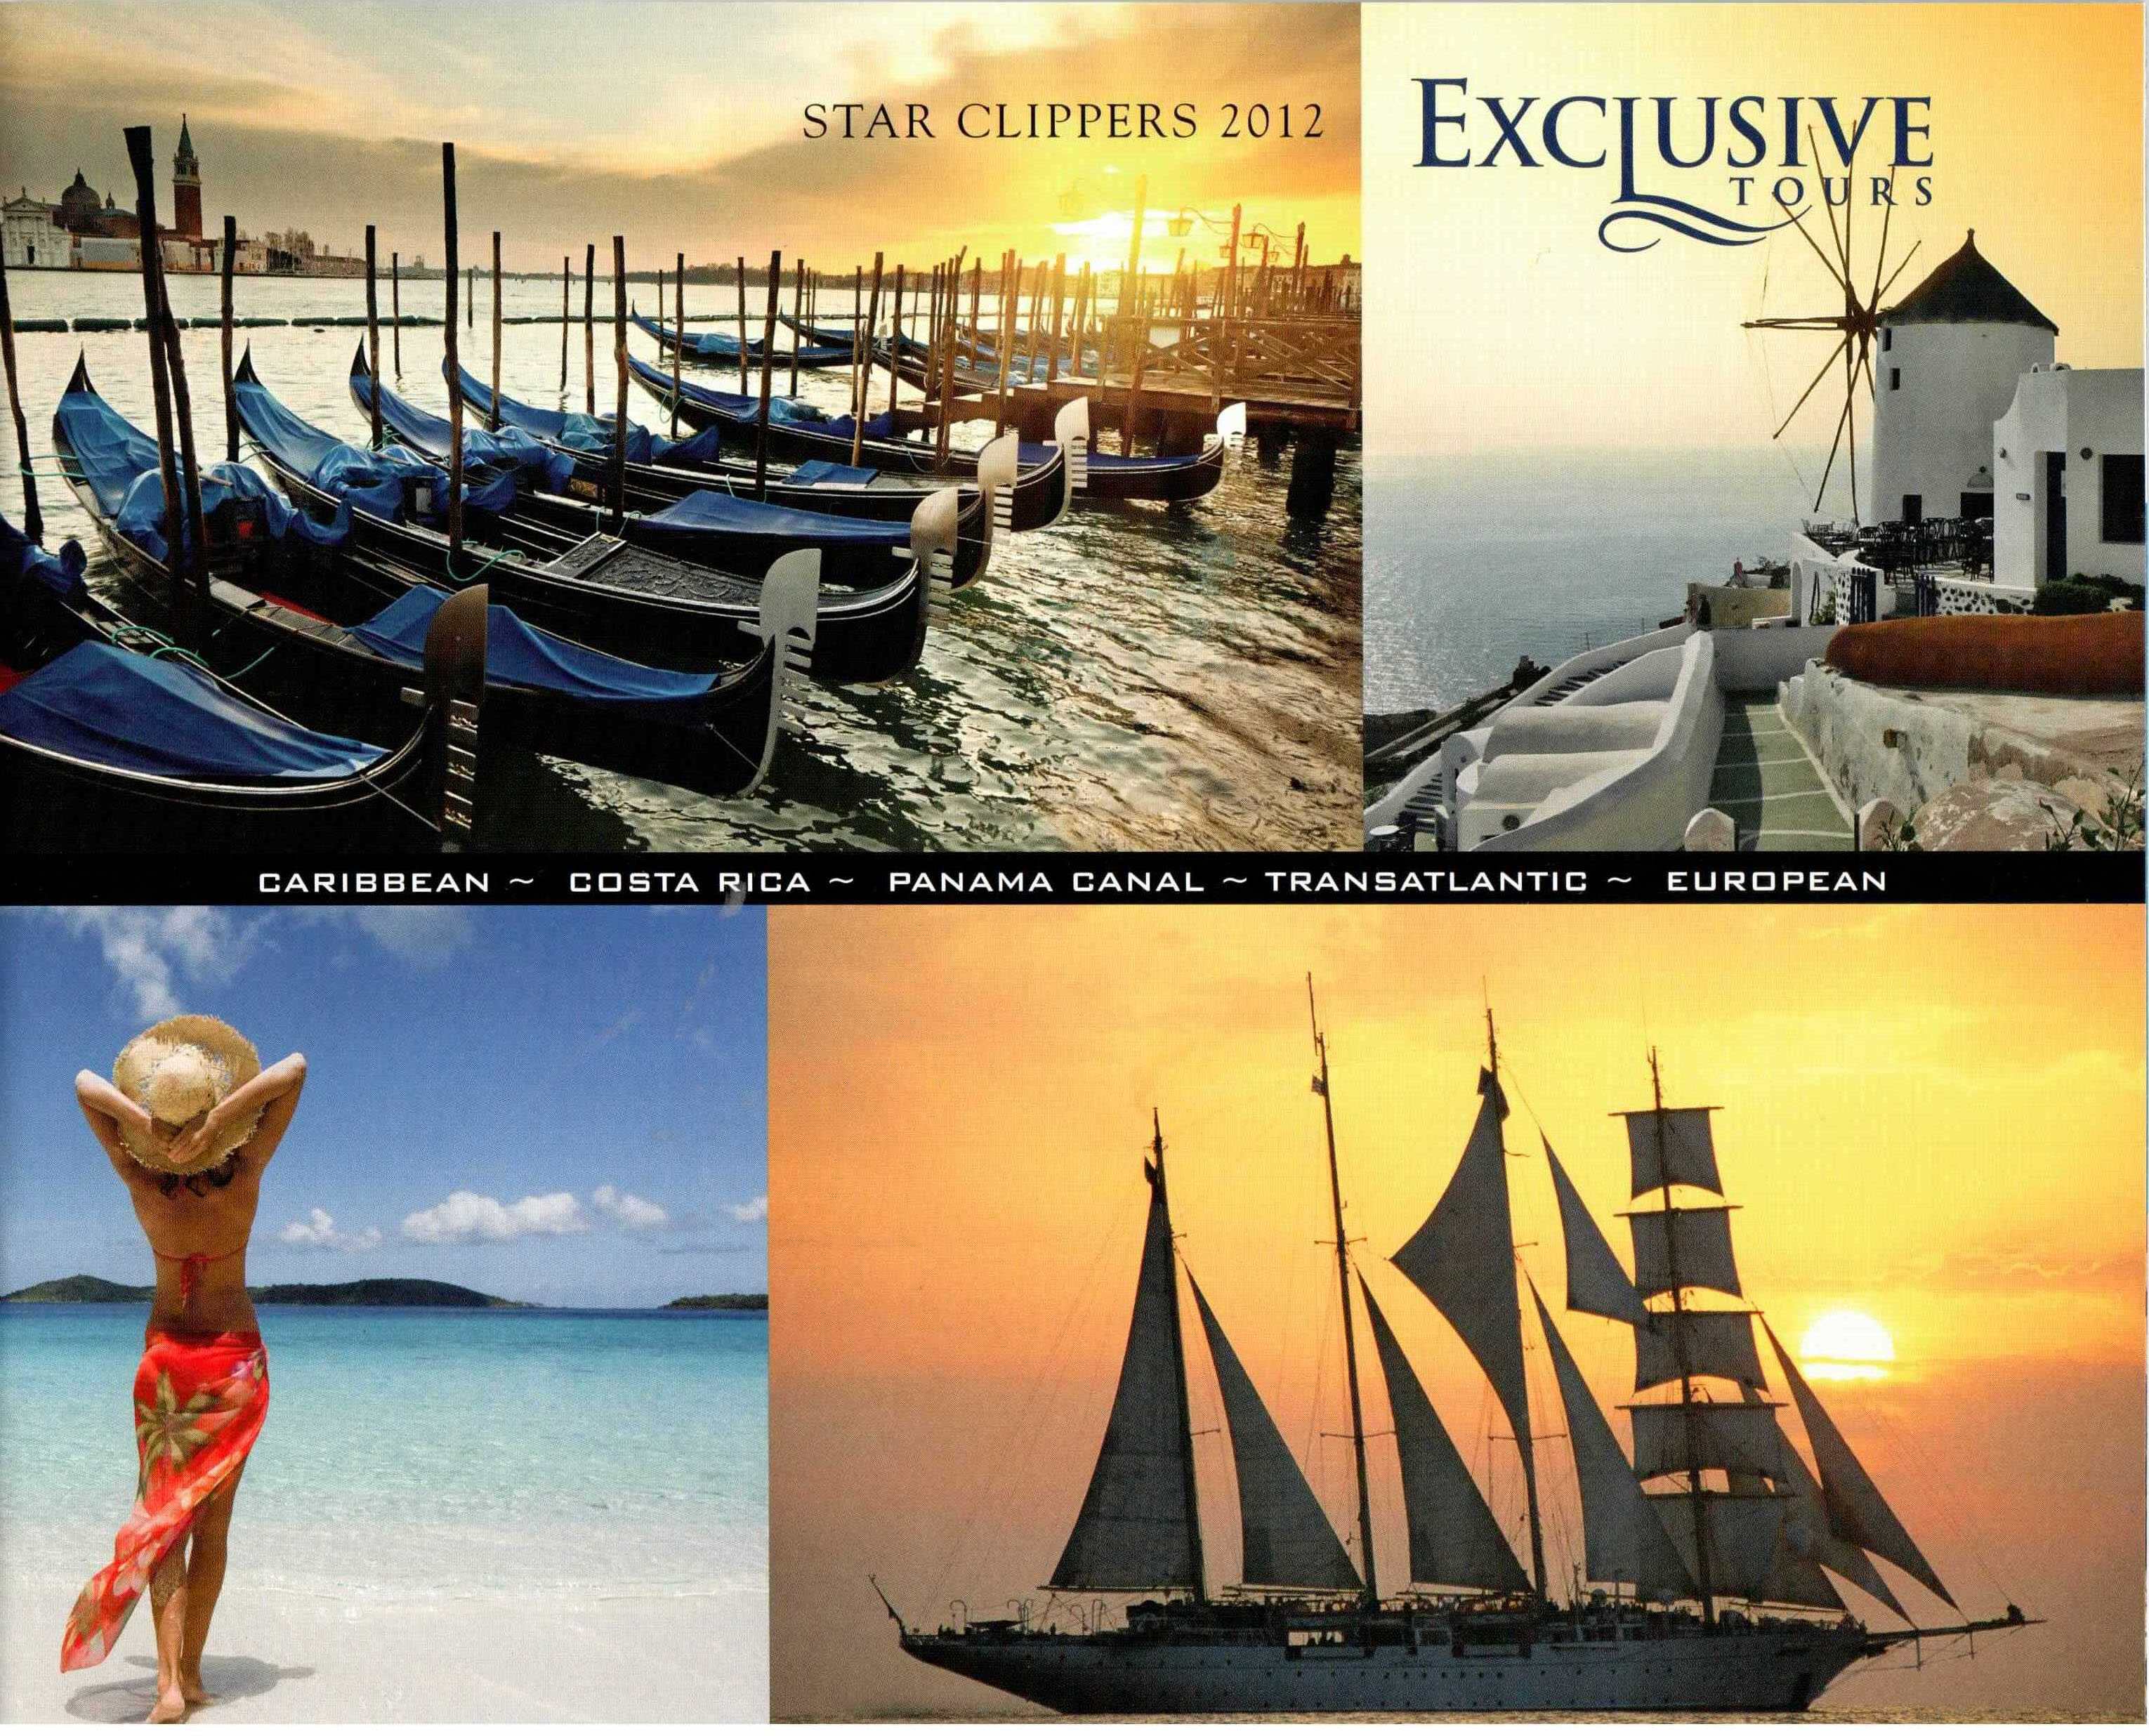 STAR CLIPPERS 2012
EXCLUSIVE
TOURS
CARIBBEAN ~ COSTA RICA ~ PANAMA CANAL ~ TRANSATLANTIC ~ EUROPEAN